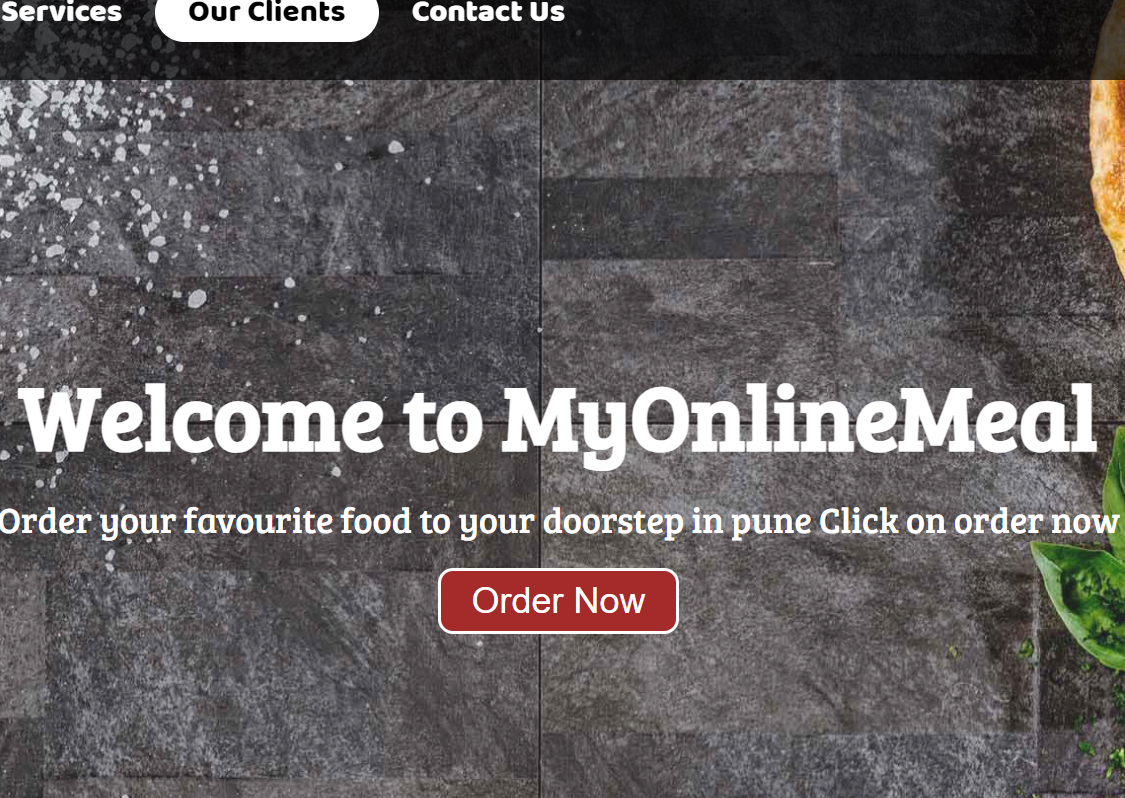 Services Our Clients Contact Us
Welcome to MyOnlineMeal
Order your favourite food to your doorstep in pune Click on order now
Order Now